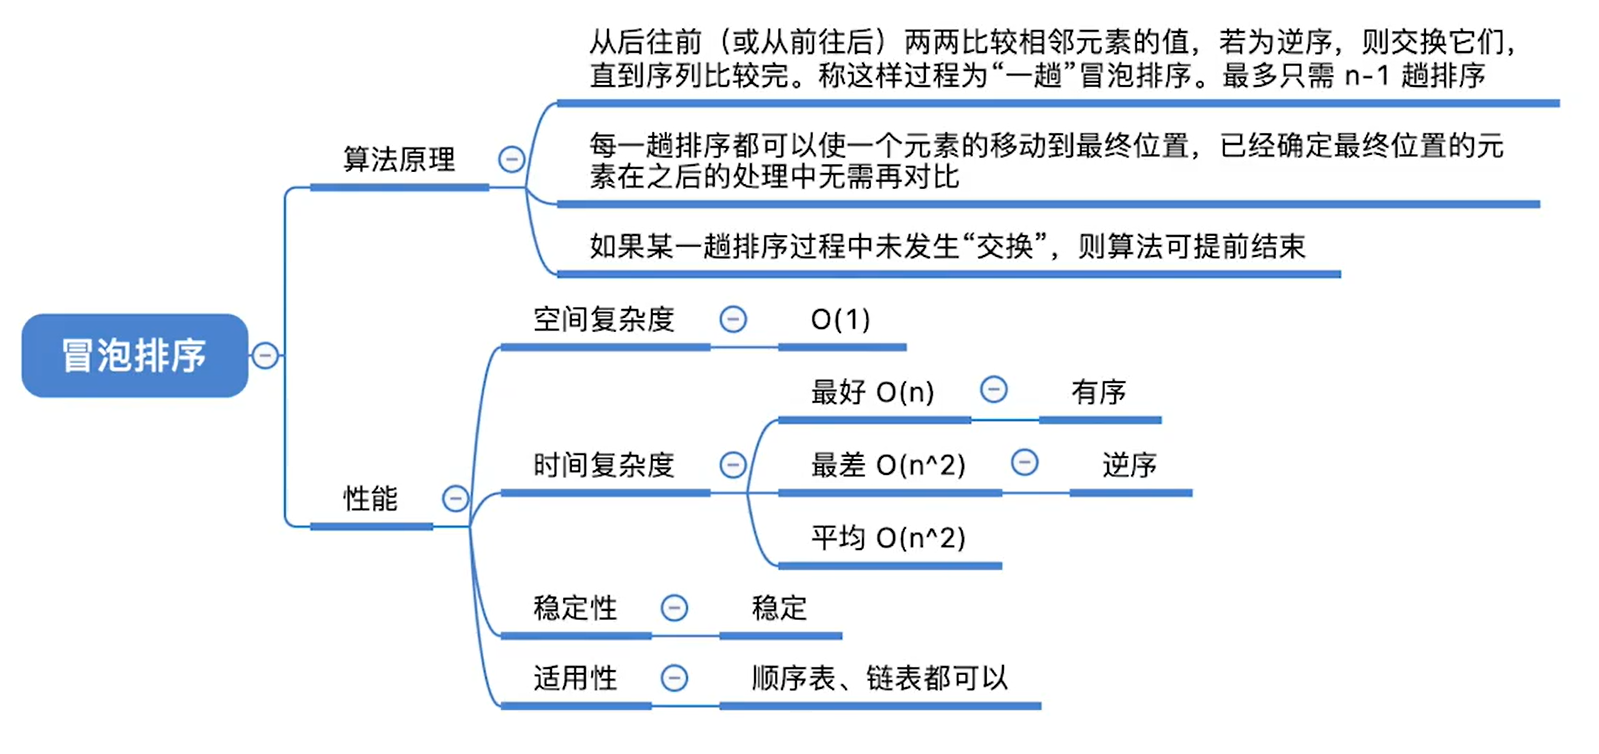 从后往前（或从前往后）两两比较相邻元素的值，若为逆序，则交换它们，
直到序列比较完。称这样过程为“一趟”冒泡排序。最多只需 n-1 趟排序
算法原理
每一趟排序都可以使一个元素的移动到最终位置，已经确定最终位置的元
素在之后的处理中无需再对比
如果某一趟排序过程中未发生“交换”，则算法可提前结束
冒泡排序
性能
空间复杂度
O(1)
时间复杂度
最好 O(n)
有序
最差 O(n^2)
逆序
平均 O(n^2)
稳定性
稳定
适用性
顺序表、链表都可以